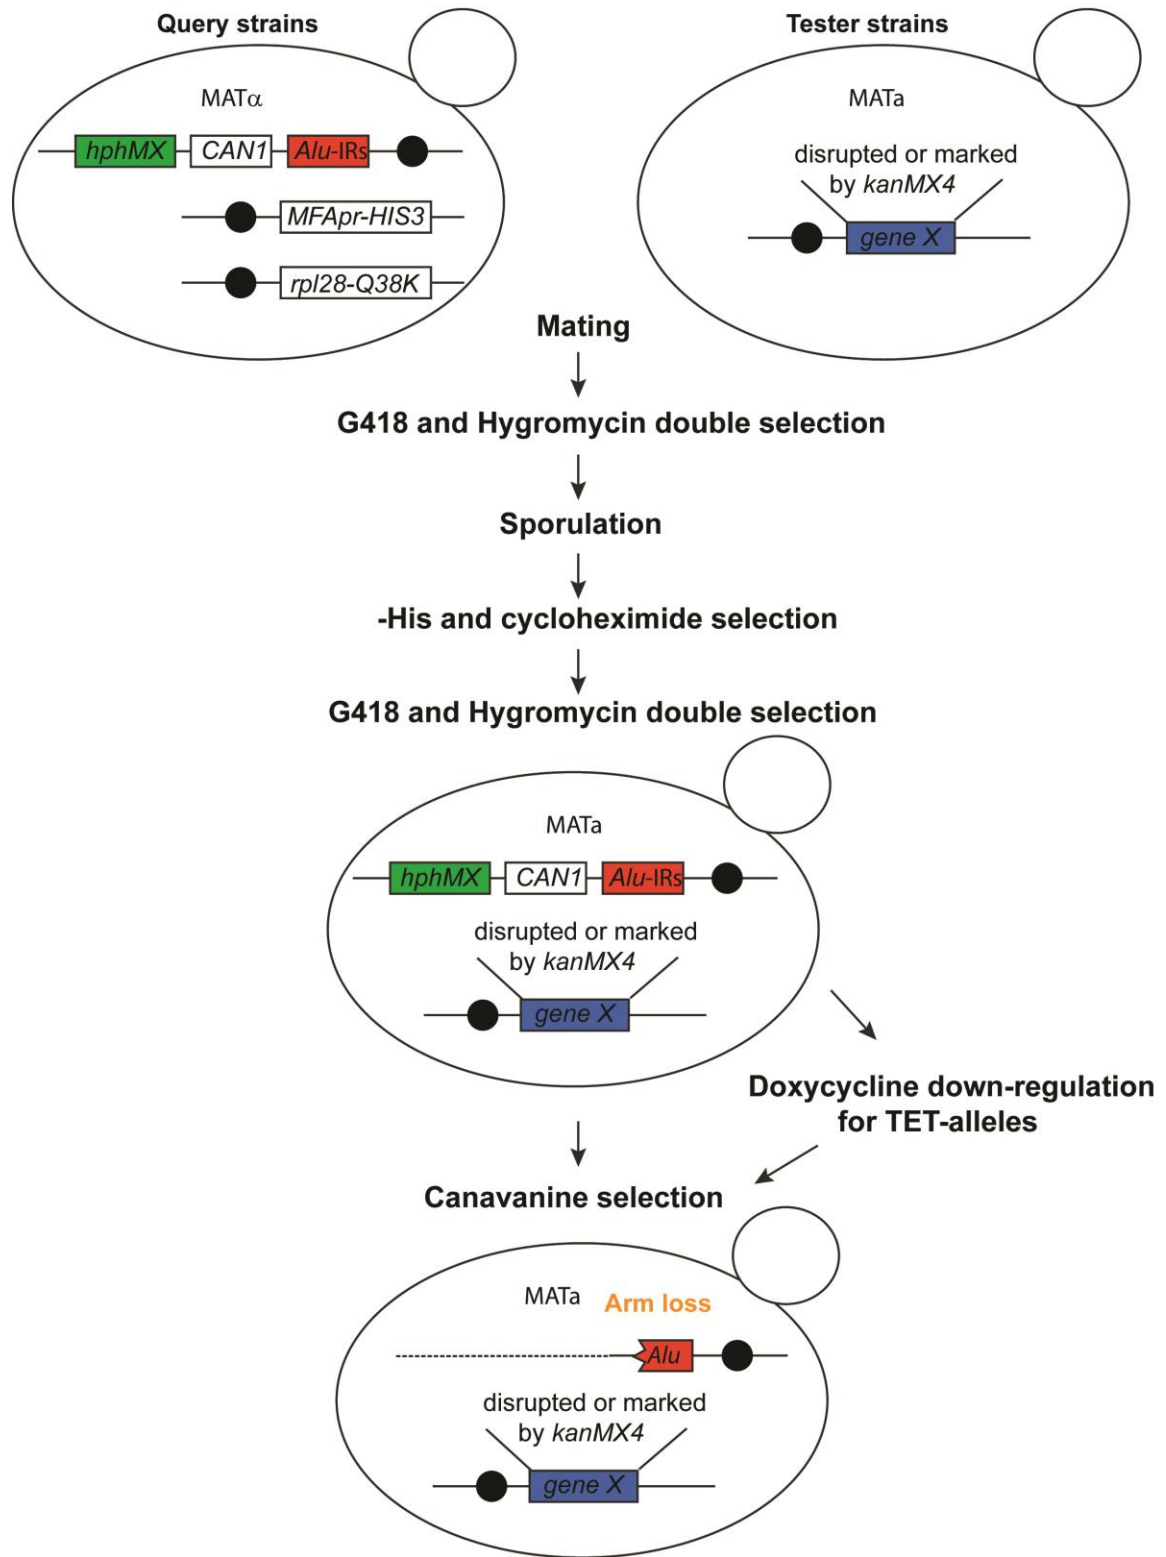 Query strains
Tester strains
MATα
MATa
hphMX CAN1 Alu-IRs
disrupted or marked
by kanMX4
gene X
MFApr-HIS3
rpl28-Q38K
Mating
G418 and Hygromycin double selection
Sporulation
-His and cycloheximide selection
G418 and Hygromycin double selection
MATa
hphMX CAN1 Alu-IRs
disrupted or marked
by kanMX4
gene X
Doxycycline down-regulation
for TET-alleles
Canavanine selection
MATa Arm loss
Alu
disrupted or marked
by kanMX4
gene X